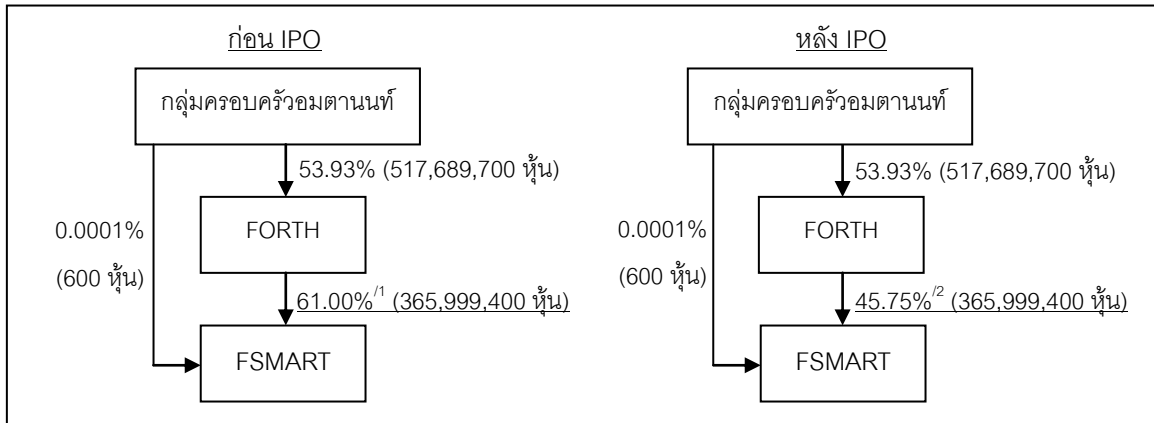 ก่อน IPO
กลุ่มครอบครัวอมตานนท์
53.93% (517,689,700 หุ้น)
0.0001%
(600 หุ้น)
FORTH
61.00%/1 (365,999,400 หุ้น)
FSMART
หลัง IPO
กลุ่มครอบครัวอมตานนท์
53.93% (517,689,700 หุ้น)
0.0001%
(600 หุ้น)
FORTH
45.75%/2 (365,999,400 หุ้น)
FSMART